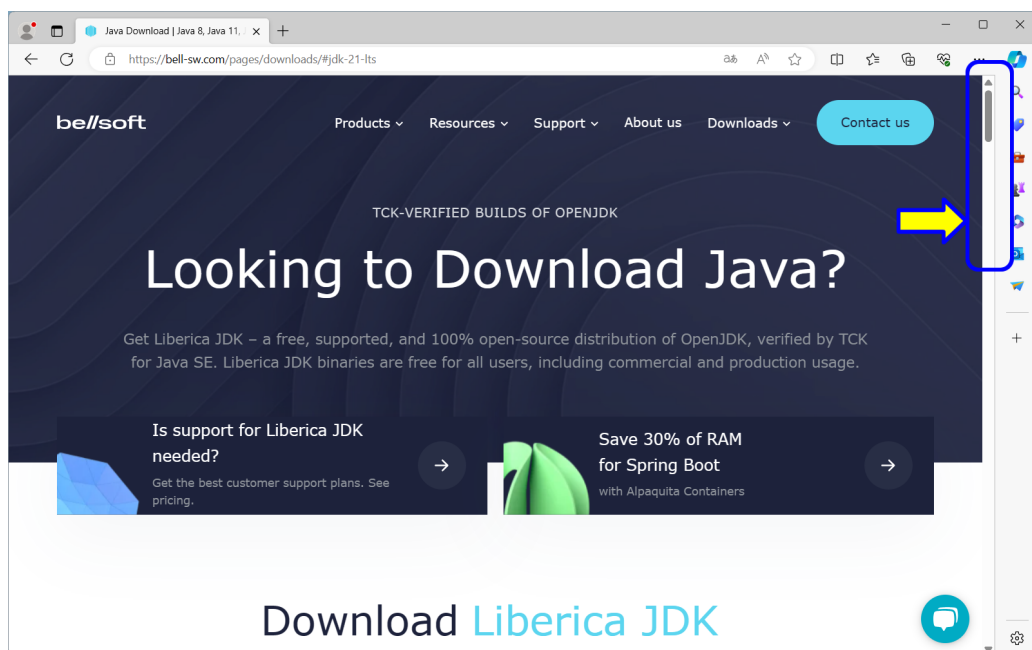 Java Download | Java 8, Java 11,
https://bell-sw.com/pages/downloads/#jdk-21-lts
bellsoft
Products
Resources
Support
About us
Downloads
Contact us
TCK-VERIFIED BUILDS OF OPENJDK
Looking to Download Java?
Get Liberica JDK – a free, supported, and 100% open-source distribution of OpenJDK, verified by TCK
for Java SE. Liberica JDK binaries are free for all users, including commercial and production usage.
Is support for Liberica JDK
needed?
Get the best customer support plans. See
pricing.
Save 30% of RAM
for Spring Boot
with Alpaquita Containers
Download Liberica JDK